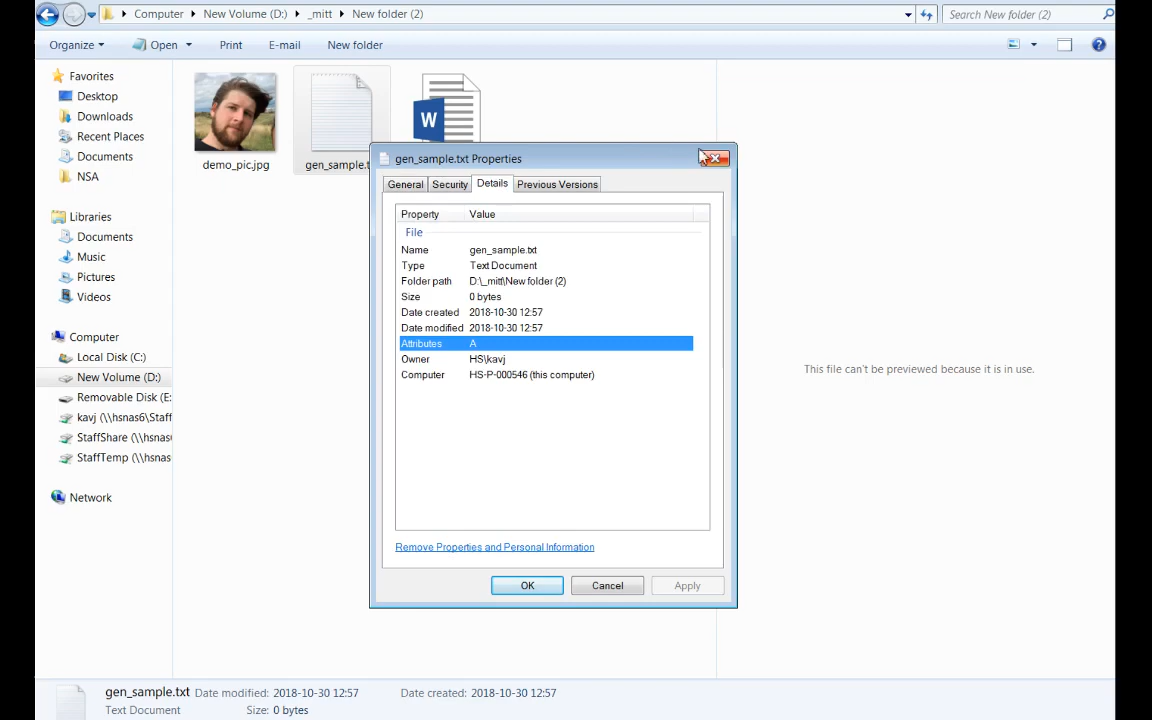 Computer New Volume (D:) _mitt New folder (2)
Search New folder (2)
Organize Open Print E-mail New folder
Favorites
Desktop
Downloads
Recent Places
Documents
NSA
Libraries
Documents
Music
Pictures
Videos
Computer
Local Disk (C:)
New Volume (D:)
Removable Disk (E:
kavj (\\hsnas6\Staff
StaffShare (\\hsnas
StaffTemp (\\hsnas
Network
demo_pic.jpg
gen_sample.t
W
gen_sample.txt Properties
General Security Details Previous Versions
Property Value
File
Name gen_sample.txt
Type Text Document
Folder path D:\_mitt\New folder (2)
Size 0 bytes
Date created 2018-10-30 12:57
Date modified 2018-10-30 12:57
Attributes A
Owner HS\kavj
Computer HS-P-000546 (this computer)
Remove Properties and Personal Information
OK Cancel Apply
This file can't be previewed because it is in use.
gen_sample.txt Date modified: 2018-10-30 12:57 Date created: 2018-10-30 12:57
Text Document Size: 0 bytes